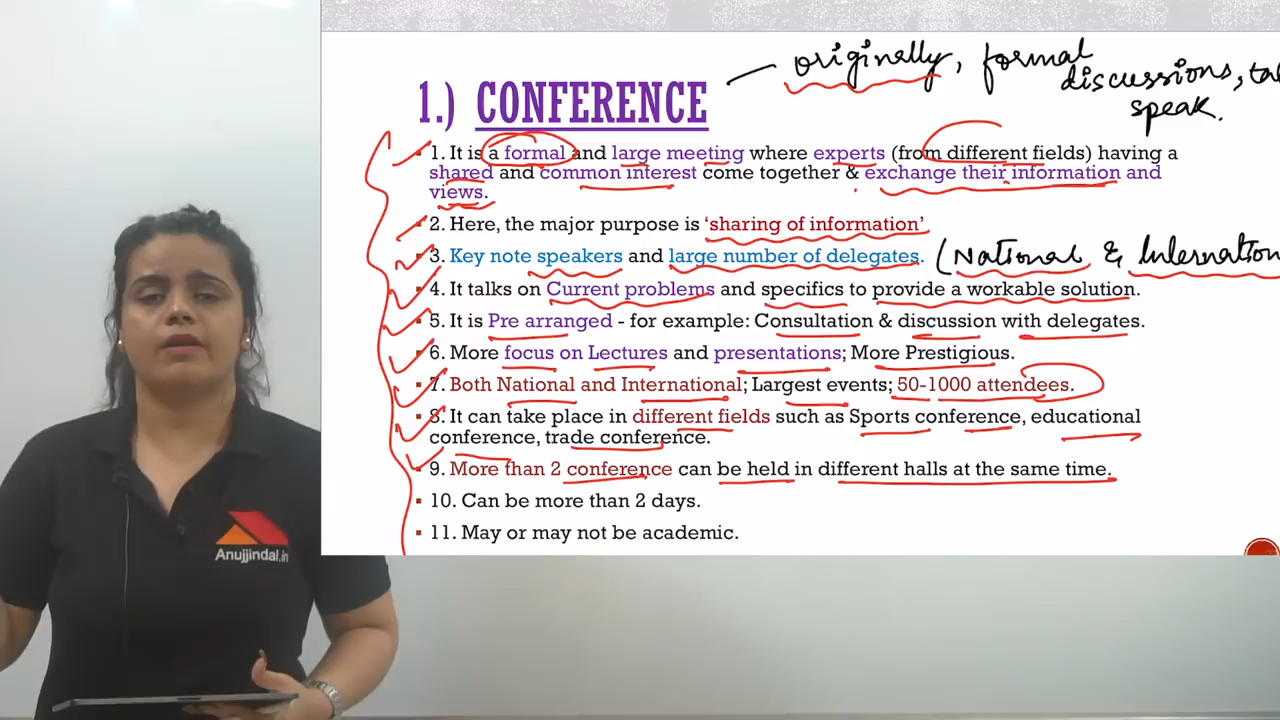 originally, formal
discussions,
speak.
1.) CONFERENCE
1. It is a formal and large meeting where experts (from different fields) having a
shared and common interest come together & exchange their information and
views.
2. Here, the major purpose is ‘sharing of information’
3. Key note speakers and large number of delegates. (National &
4. It talks on Current problems and specifics to provide a workable solution.
5. It is Pre arranged - for example: Consultation & discussion with delegates.
6. More focus on Lectures and presentations; More Prestigious.
7. Both National and International; Largest events; 50-1000 attendees.
8. It can take place in different fields such as Sports conference, educational
conference, trade conference.
9. More than 2 conference can be held in different halls at the same time.
10. Can be more than 2 days.
11. May or may not be academic.
Anujjindal.in